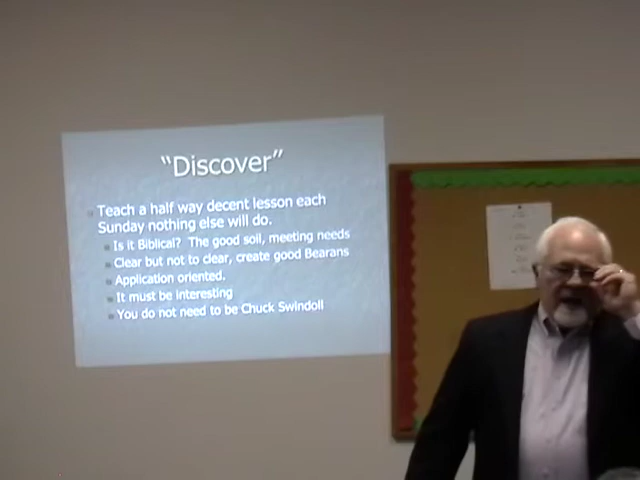 "Discover"
Teach a half way decent lesson each
Sunday nothing else will do.
Is it Biblical? The good soil, meeting needs
Clear but not to clear, create good Bearans
Application oriented.
It must be interesting
You do not need to be Chuck Swindoll